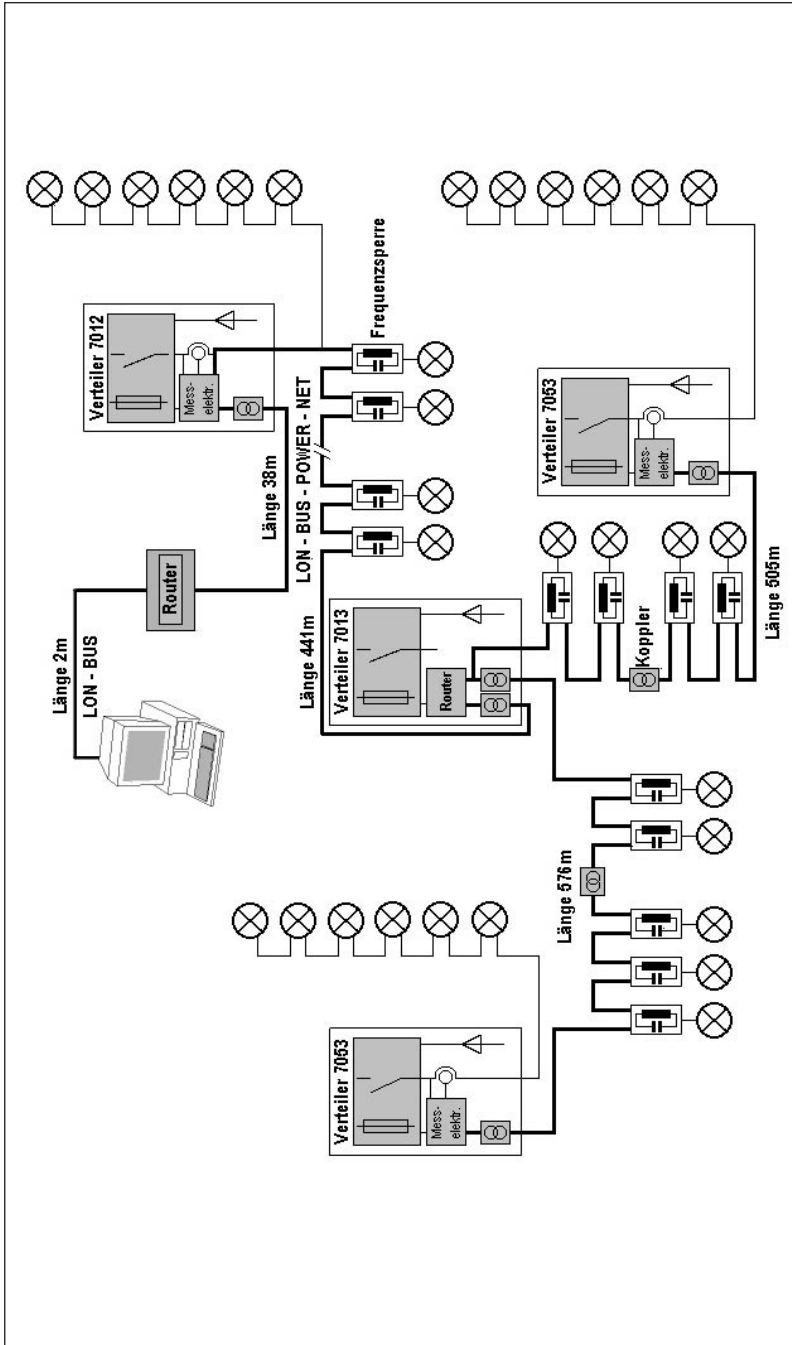 Länge 2m
LON - BUS
Router
Länge 38m
Verteiler 7012
Mess-
elektr.
LON - BUS - POWER - NET
Frequenzsperre
Länge 441m
Verteiler 7013
Router
Verteiler 7053
Mess-
elektr.
Koppler
Länge 505m
Länge 576m
Verteiler 7053
Mess-
elektr.